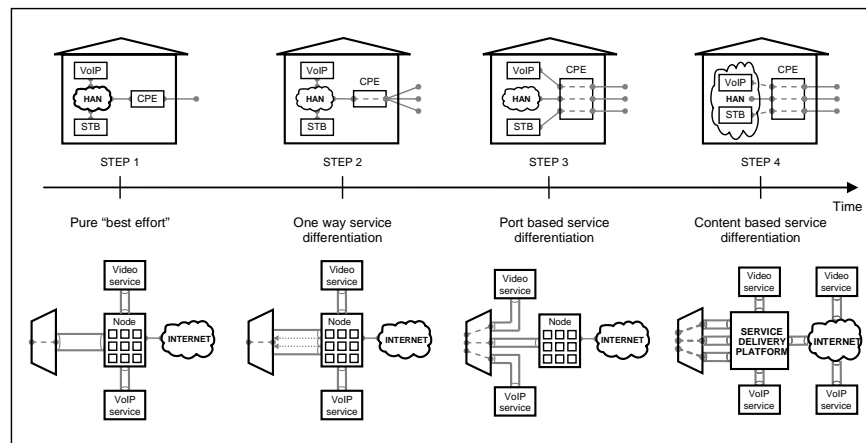 VoIP
HAN
CPE
STB
VoIP
HAN
CPE
STB
VoIP
CPE
HAN
STB
CPE
VoIP
HAN
STB
STEP 1
STEP 2
STEP 3
STEP 4
Time
Pure “best effort”
One way service
differentiation
Port based service
differentiation
Content based service
differentiation
Video
service
Node
INTERNET
VoIP
service
Video
service
Node
INTERNET
VoIP
service
Video
service
Node
INTERNET
VoIP
service
Video
service
Video
service
SERVICE
DELIVERY
PLATFORM
INTERNET
VoIP
service
VoIP
service